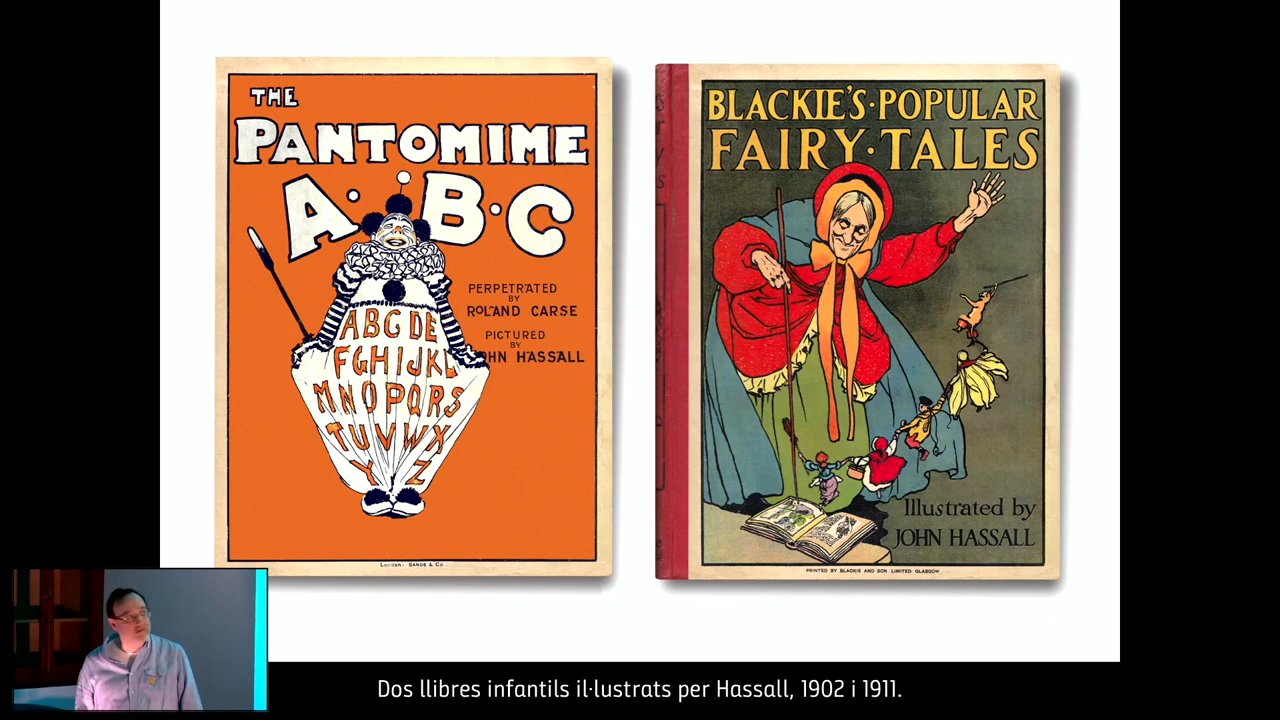 THE
PANTOMIME
A·B·C
PERPETRATED
BY
ROLAND CARSE
PICTURED
BY
JOHN HASSALL
ABCDE
FGHIJKL
MNOPQRS
TUVWX
YZ
London: SANDS & Co
BLACKIE'S·POPULAR
FAIRY·TALES
Illustrated by
JOHN HASSALL
PRINTED BY BLACKIE AND SON LIMITED GLASGOW
Dos llibres infantils il·lustrats per Hassall, 1902 i 1911.